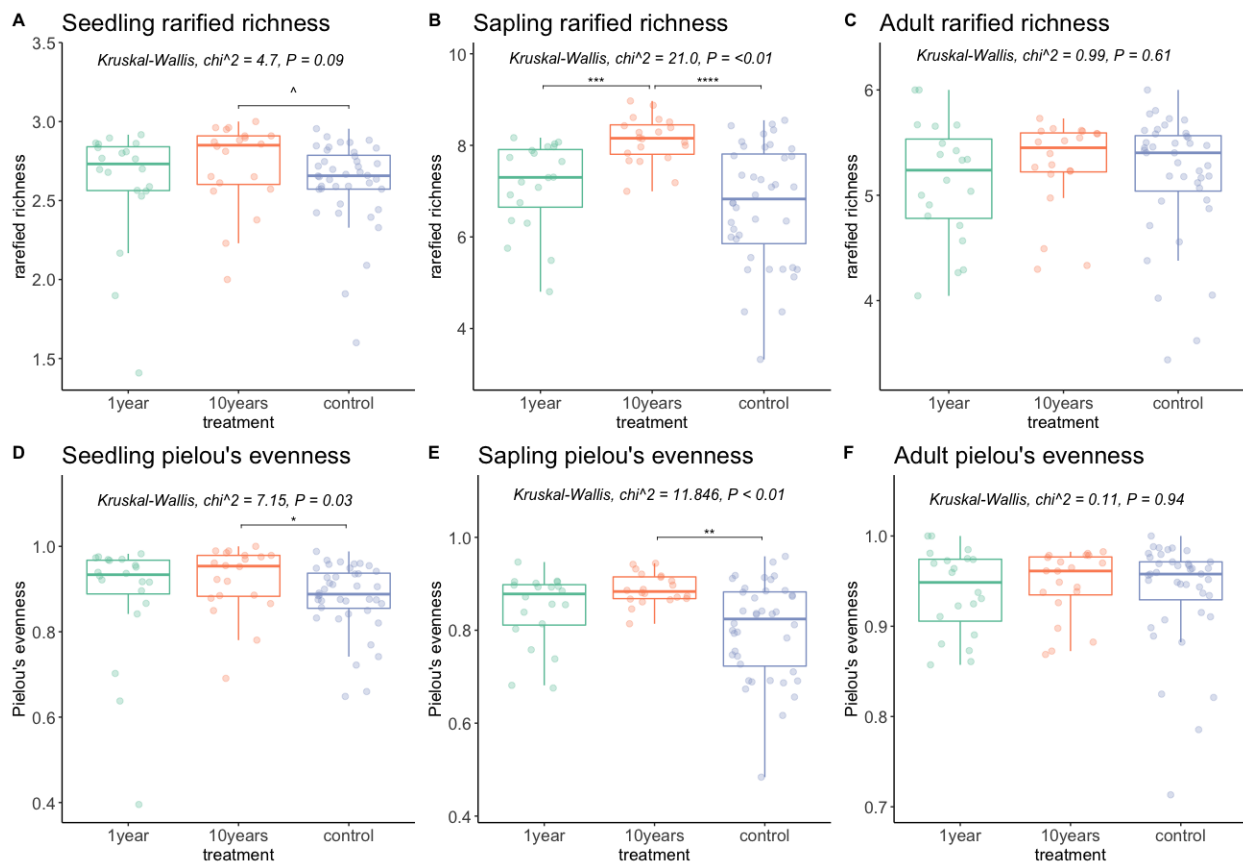 A Seedling rarified richness
Kruskal-Wallis, chi^2 = 4.7, P = 0.09
^
3.5
3.0
2.5
2.0
1.5
rarefied richness
1year 10years control
treatment
B Sapling rarified richness
Kruskal-Wallis, chi^2 = 21.0, P = <0.01
*** ****
10
8
6
4
rarefied richness
1year 10years control
treatment
C Adult rarified richness
Kruskal-Wallis, chi^2 = 0.99, P = 0.61
6
5
4
rarefied richness
1year 10years control
treatment
D Seedling pielou's evenness
Kruskal-Wallis, chi^2 = 7.15, P = 0.03
*
1.0
0.8
0.6
0.4
Pielou's evenness
1year 10years control
treatment
E Sapling pielou's evenness
Kruskal-Wallis, chi^2 = 11.846, P < 0.01
**
1.0
0.8
0.6
0.4
Pielou's evenness
1year 10years control
treatment
F Adult pielou's evenness
Kruskal-Wallis, chi^2 = 0.11, P = 0.94
1.0
0.9
0.8
0.7
Pielou's evenness
1year 10years control
treatment